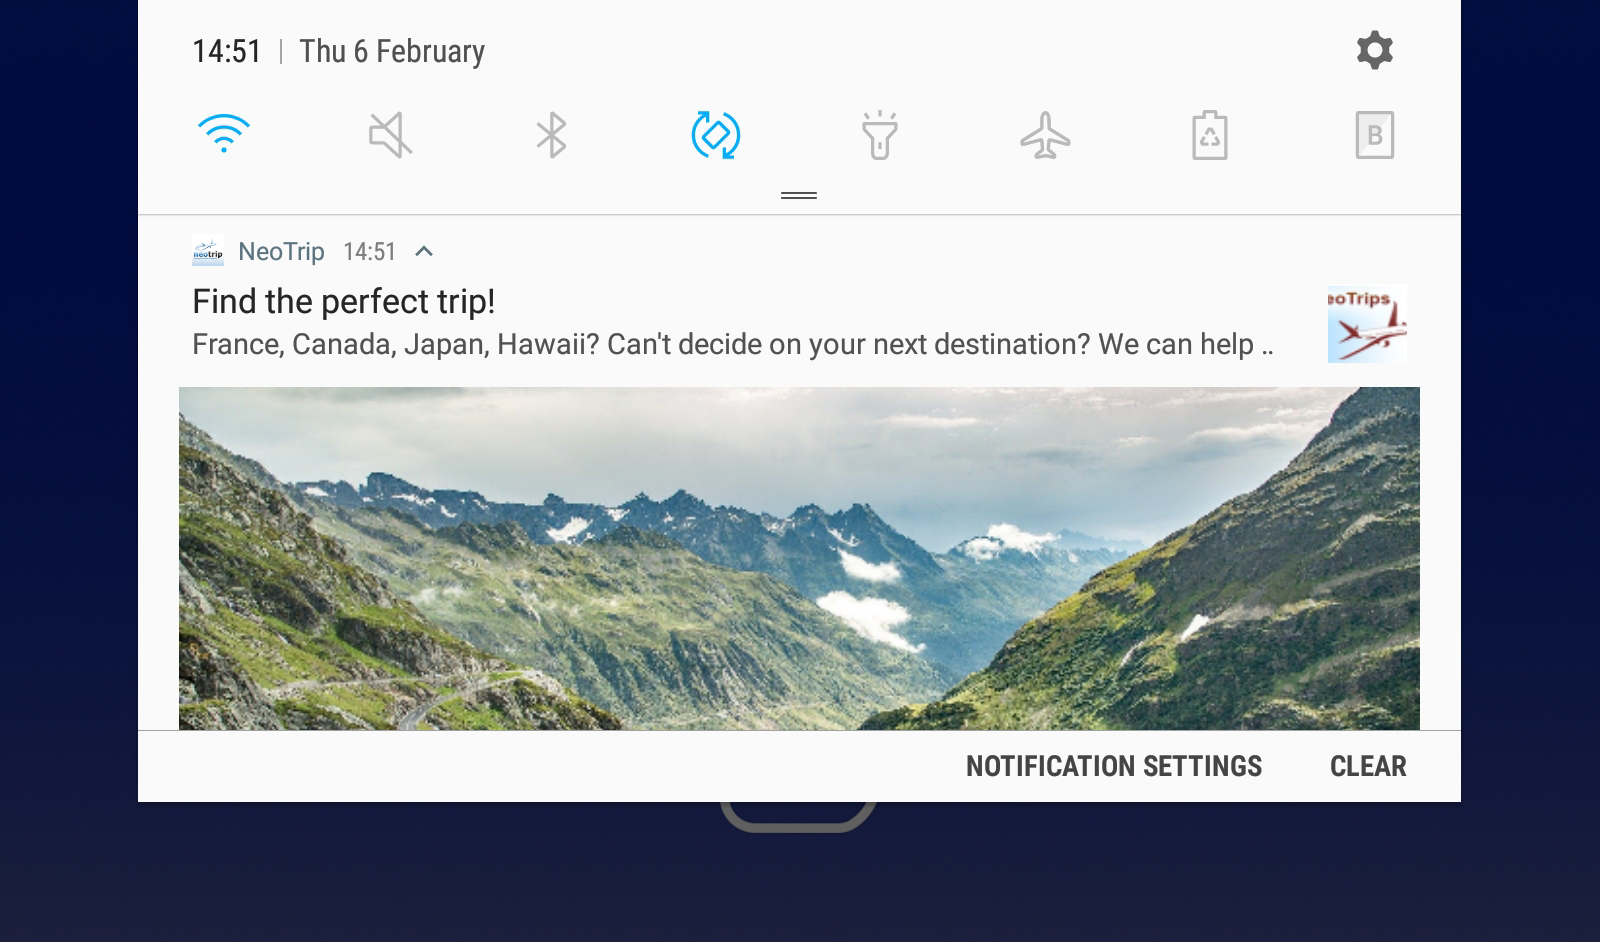 14:51 | Thu 6 February
B
neotrip NeoTrip 14:51
Find the perfect trip!
eoTrips
France, Canada, Japan, Hawaii? Can't decide on your next destination? We can help ..
NOTIFICATION SETTINGS CLEAR